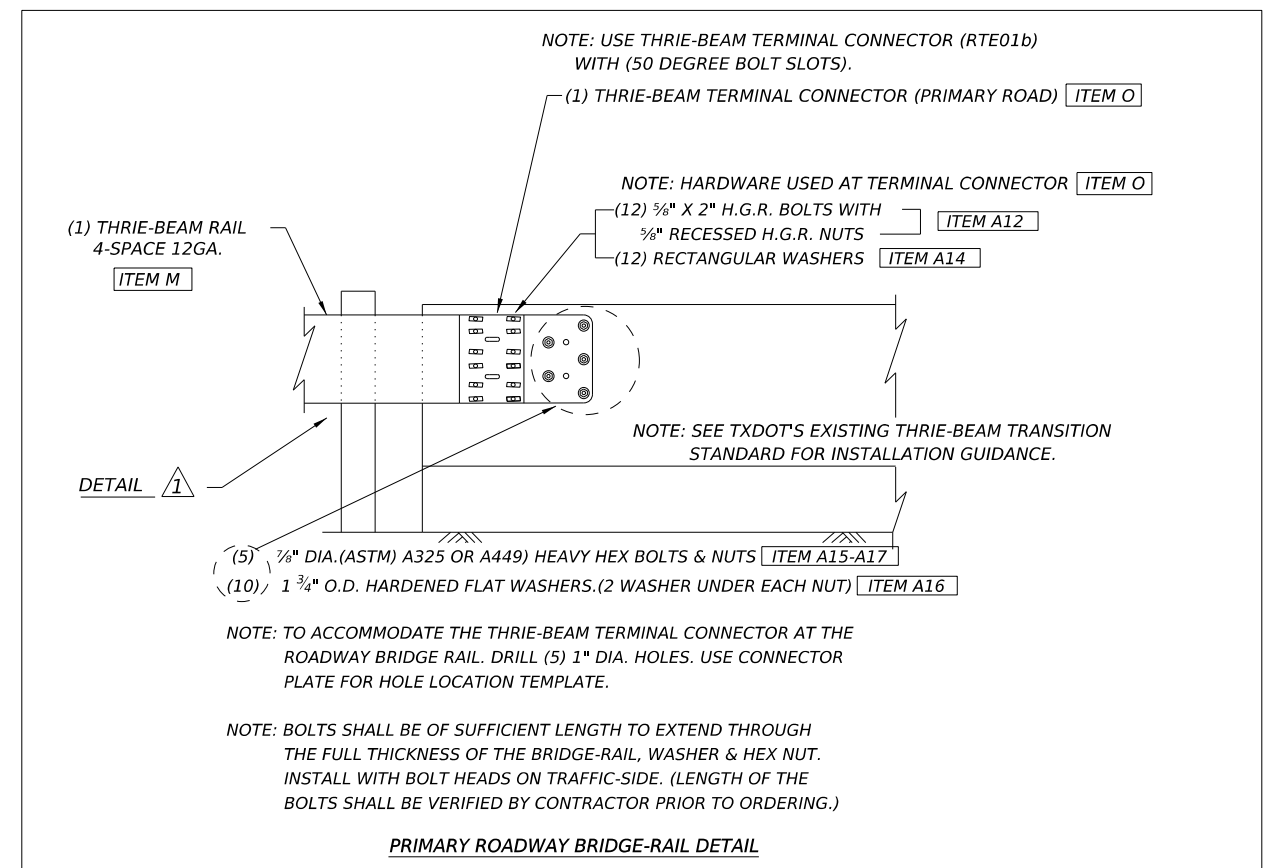 NOTE: USE THRIE-BEAM TERMINAL CONNECTOR (RTE01b)
WITH (50 DEGREE BOLT SLOTS).
(1) THRIE-BEAM TERMINAL CONNECTOR (PRIMARY ROAD) ITEM O
NOTE: HARDWARE USED AT TERMINAL CONNECTOR ITEM O
(12) ⅝" X 2" H.G.R. BOLTS WITH
⅝" RECESSED H.G.R. NUTS
ITEM A12
(12) RECTANGULAR WASHERS ITEM A14
(1) THRIE-BEAM RAIL
4-SPACE 12GA.
ITEM M
NOTE: SEE TXDOT'S EXISTING THRIE-BEAM TRANSITION
STANDARD FOR INSTALLATION GUIDANCE.
DETAIL 1
(5) ⅞" DIA.(ASTM) A325 OR A449) HEAVY HEX BOLTS & NUTS ITEM A15-A17
(10) 1 ¾" O.D. HARDENED FLAT WASHERS.(2 WASHER UNDER EACH NUT) ITEM A16
NOTE: TO ACCOMMODATE THE THRIE-BEAM TERMINAL CONNECTOR AT THE
ROADWAY BRIDGE RAIL. DRILL (5) 1" DIA. HOLES. USE CONNECTOR
PLATE FOR HOLE LOCATION TEMPLATE.
NOTE: BOLTS SHALL BE OF SUFFICIENT LENGTH TO EXTEND THROUGH
THE FULL THICKNESS OF THE BRIDGE-RAIL, WASHER & HEX NUT.
INSTALL WITH BOLT HEADS ON TRAFFIC-SIDE. (LENGTH OF THE
BOLTS SHALL BE VERIFIED BY CONTRACTOR PRIOR TO ORDERING.)
PRIMARY ROADWAY BRIDGE-RAIL DETAIL